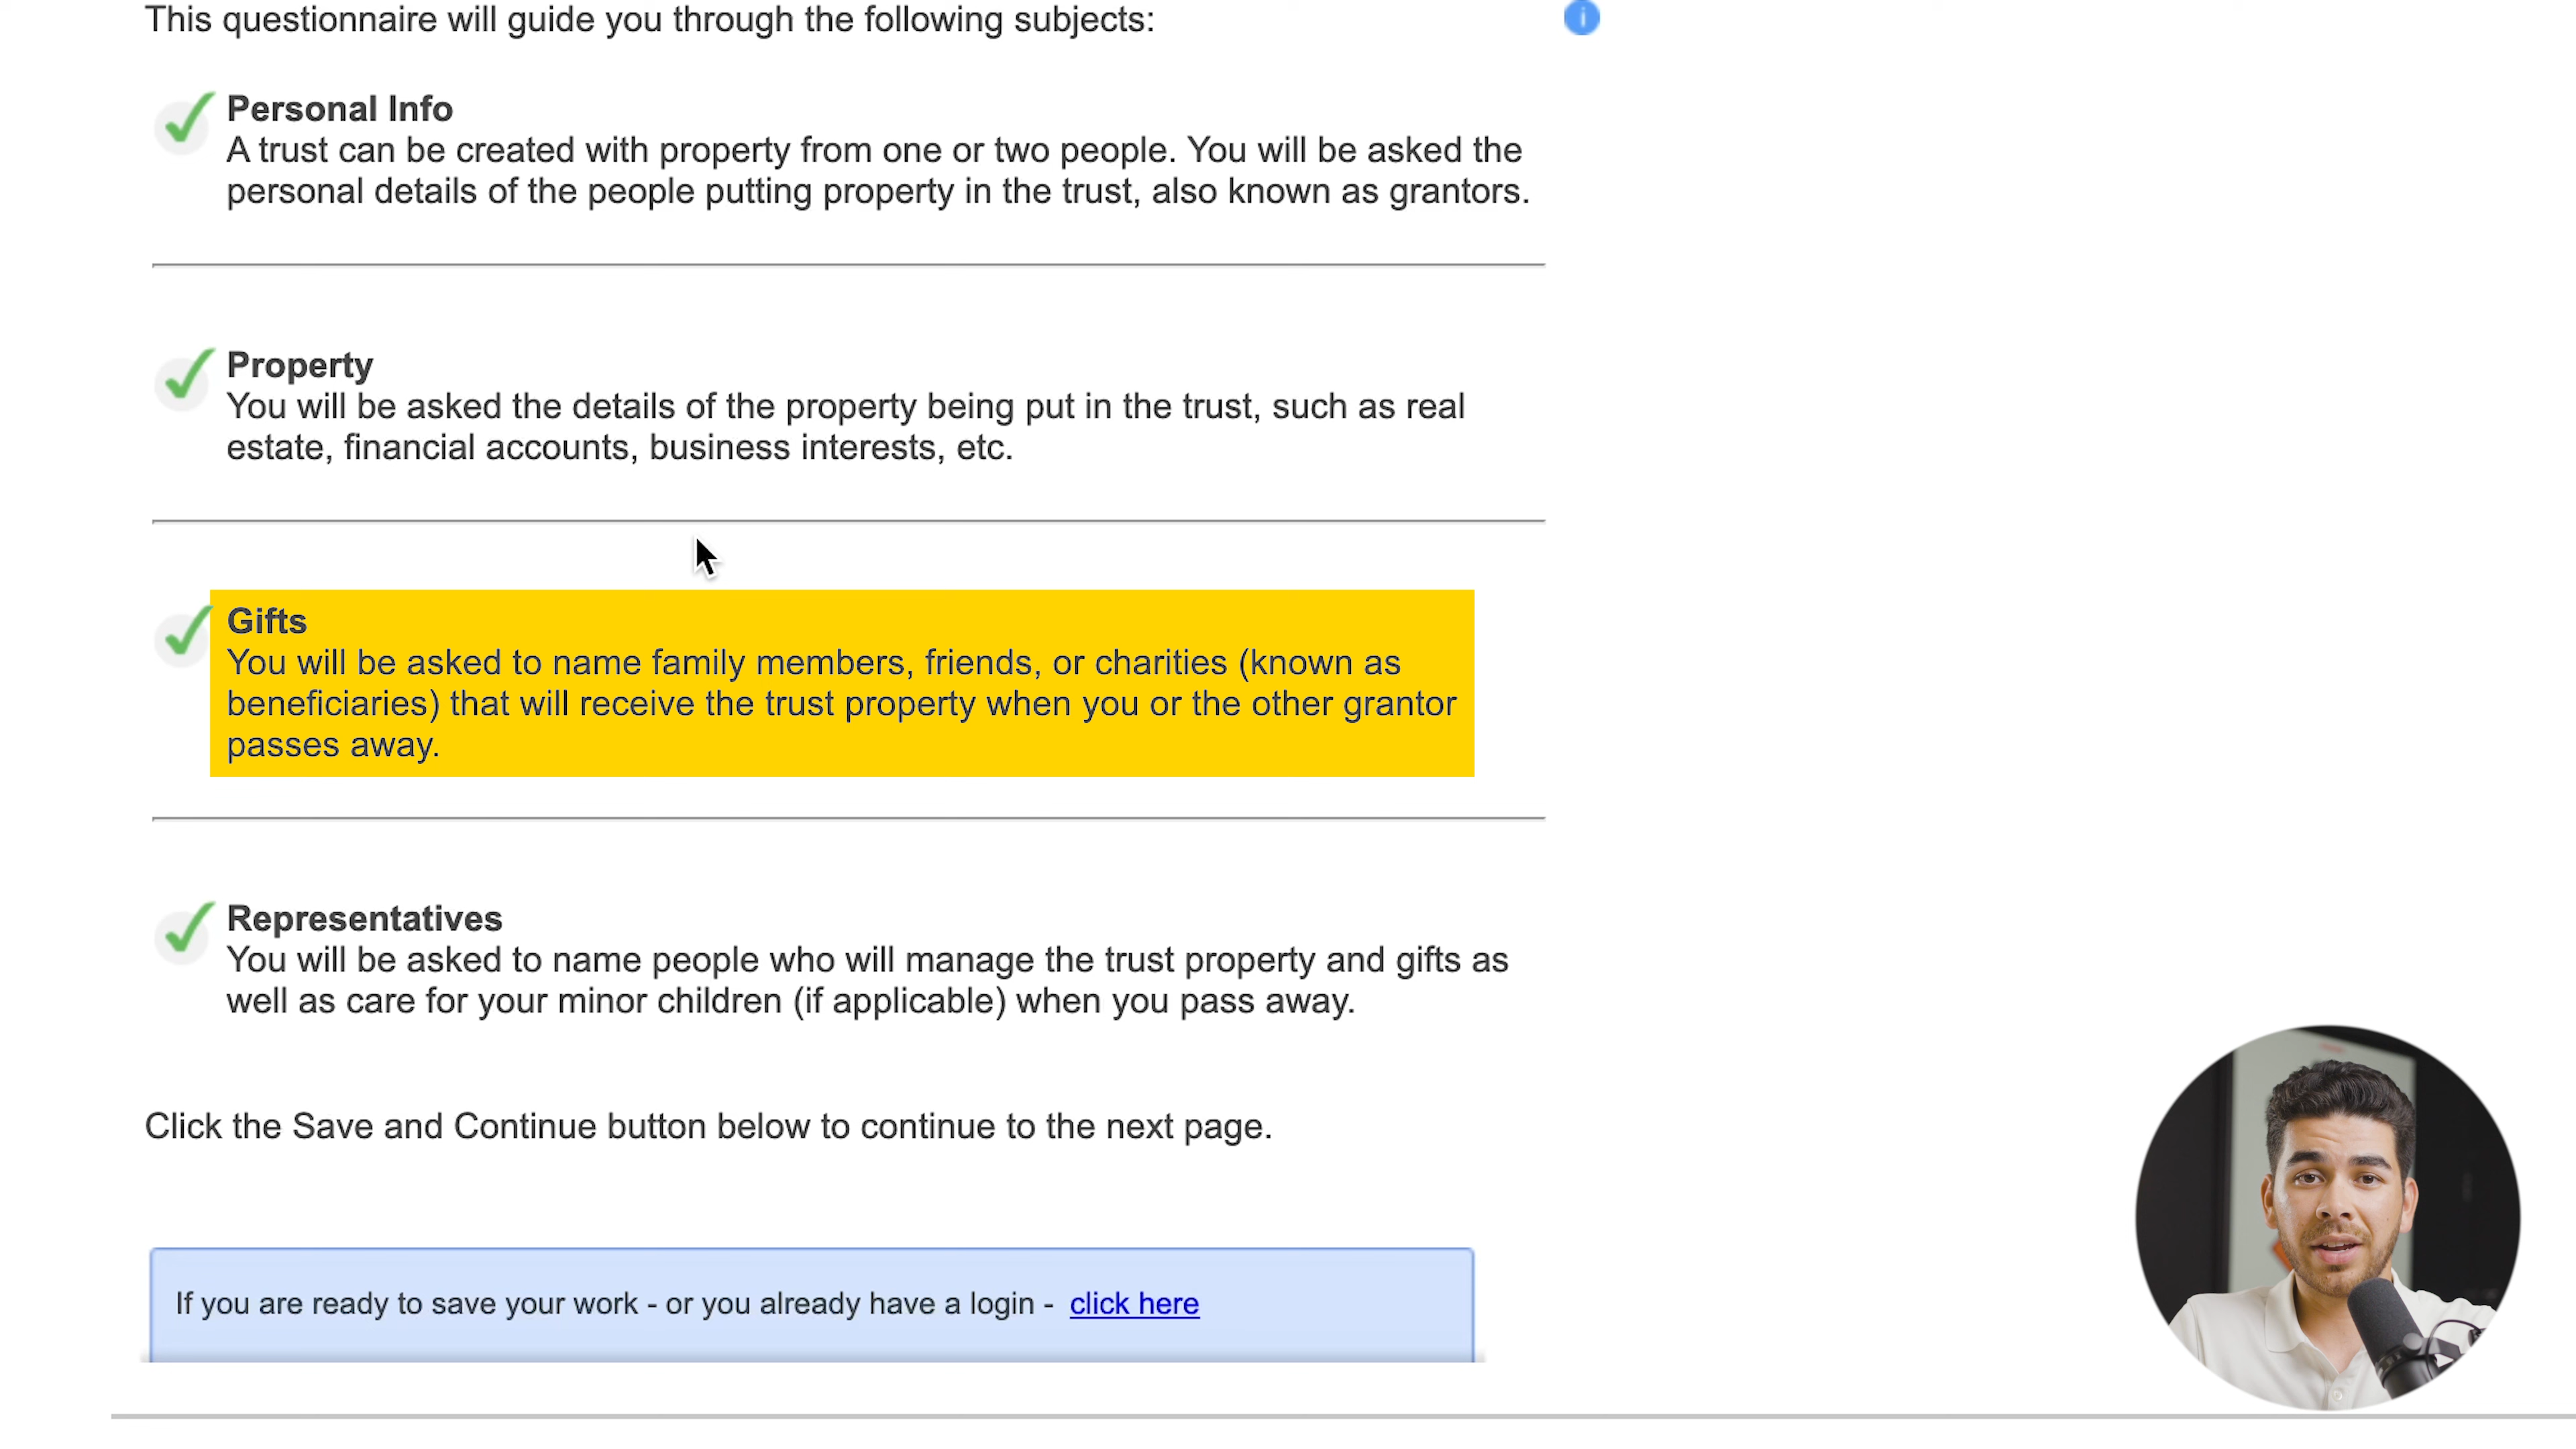 This questionnaire will guide you through the following subjects:
Personal Info
A trust can be created with property from one or two people. You will be asked the
personal details of the people putting property in the trust, also known as grantors.
Property
You will be asked the details of the property being put in the trust, such as real
estate, financial accounts, business interests, etc.
Gifts
You will be asked to name family members, friends, or charities (known as
beneficiaries) that will receive the trust property when you or the other grantor
passes away.
Representatives
You will be asked to name people who will manage the trust property and gifts as
well as care for your minor children (if applicable) when you pass away.
Click the Save and Continue button below to continue to the next page.
If you are ready to save your work - or you already have a login - click here